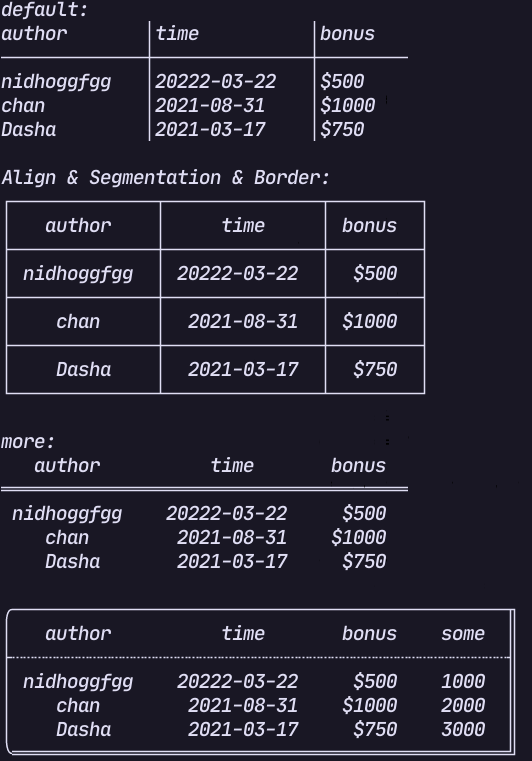 default:
author time bonus
nidhoggfgg 20222-03-22 $500
chan 2021-08-31 $1000
Dasha 2021-03-17 $750
Align & Segmentation & Border:
author time bonus
nidhoggfgg 20222-03-22 $500
chan 2021-08-31 $1000
Dasha 2021-03-17 $750
more:
author time bonus
nidhoggfgg 20222-03-22 $500
chan 2021-08-31 $1000
Dasha 2021-03-17 $750
author time bonus some
nidhoggfgg 20222-03-22 $500 1000
chan 2021-08-31 $1000 2000
Dasha 2021-03-17 $750 3000